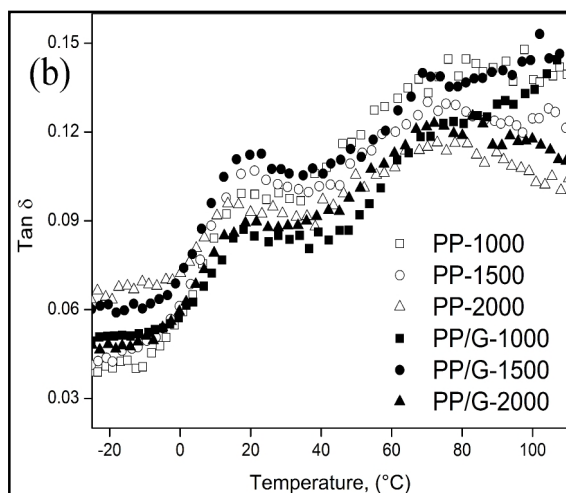 (b)
Tan δ
0.15
0.12
0.09
0.06
0.03
PP-1000
PP-1500
PP-2000
PP/G-1000
PP/G-1500
PP/G-2000
-20 0 20 40 60 80 100
Temperature, (°C)